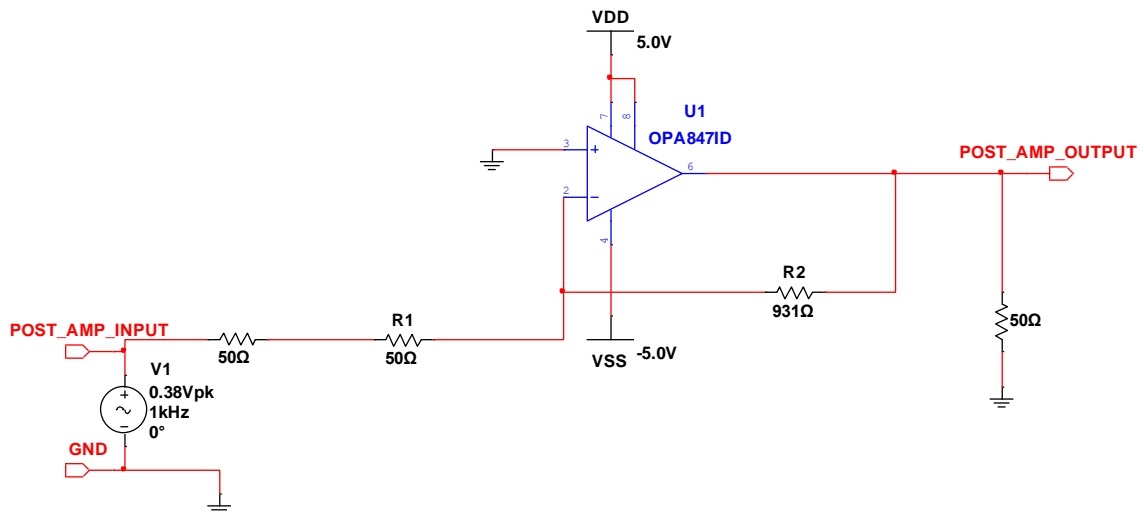 VDD
5.0V
U1
OPA847ID
7
8
3
+
2
−
6
4
POST_AMP_OUTPUT
R2
931Ω
50Ω
VSS
-5.0V
POST_AMP_INPUT
50Ω
R1
50Ω
V1
0.38Vpk
1kHz
0°
+
−
GND